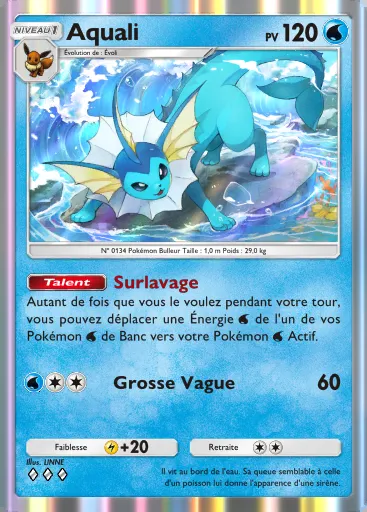 NIVEAU 1 Aquali PV 120
Évolution de : Évoli
N° 0134 Pokémon Bulleur Taille : 1,0 m Poids : 29,0 kg
Talent Surlavage
Autant de fois que vous le voulez pendant votre tour,
vous pouvez déplacer une Énergie de l'un de vos
Pokémon de Banc vers votre Pokémon Actif.
Grosse Vague 60
Faiblesse +20 Retraite
Illus. LINNE
Il vit au bord de l'eau. Sa queue semblable à celle
d'un poisson lui donne l'apparence d'une sirène.